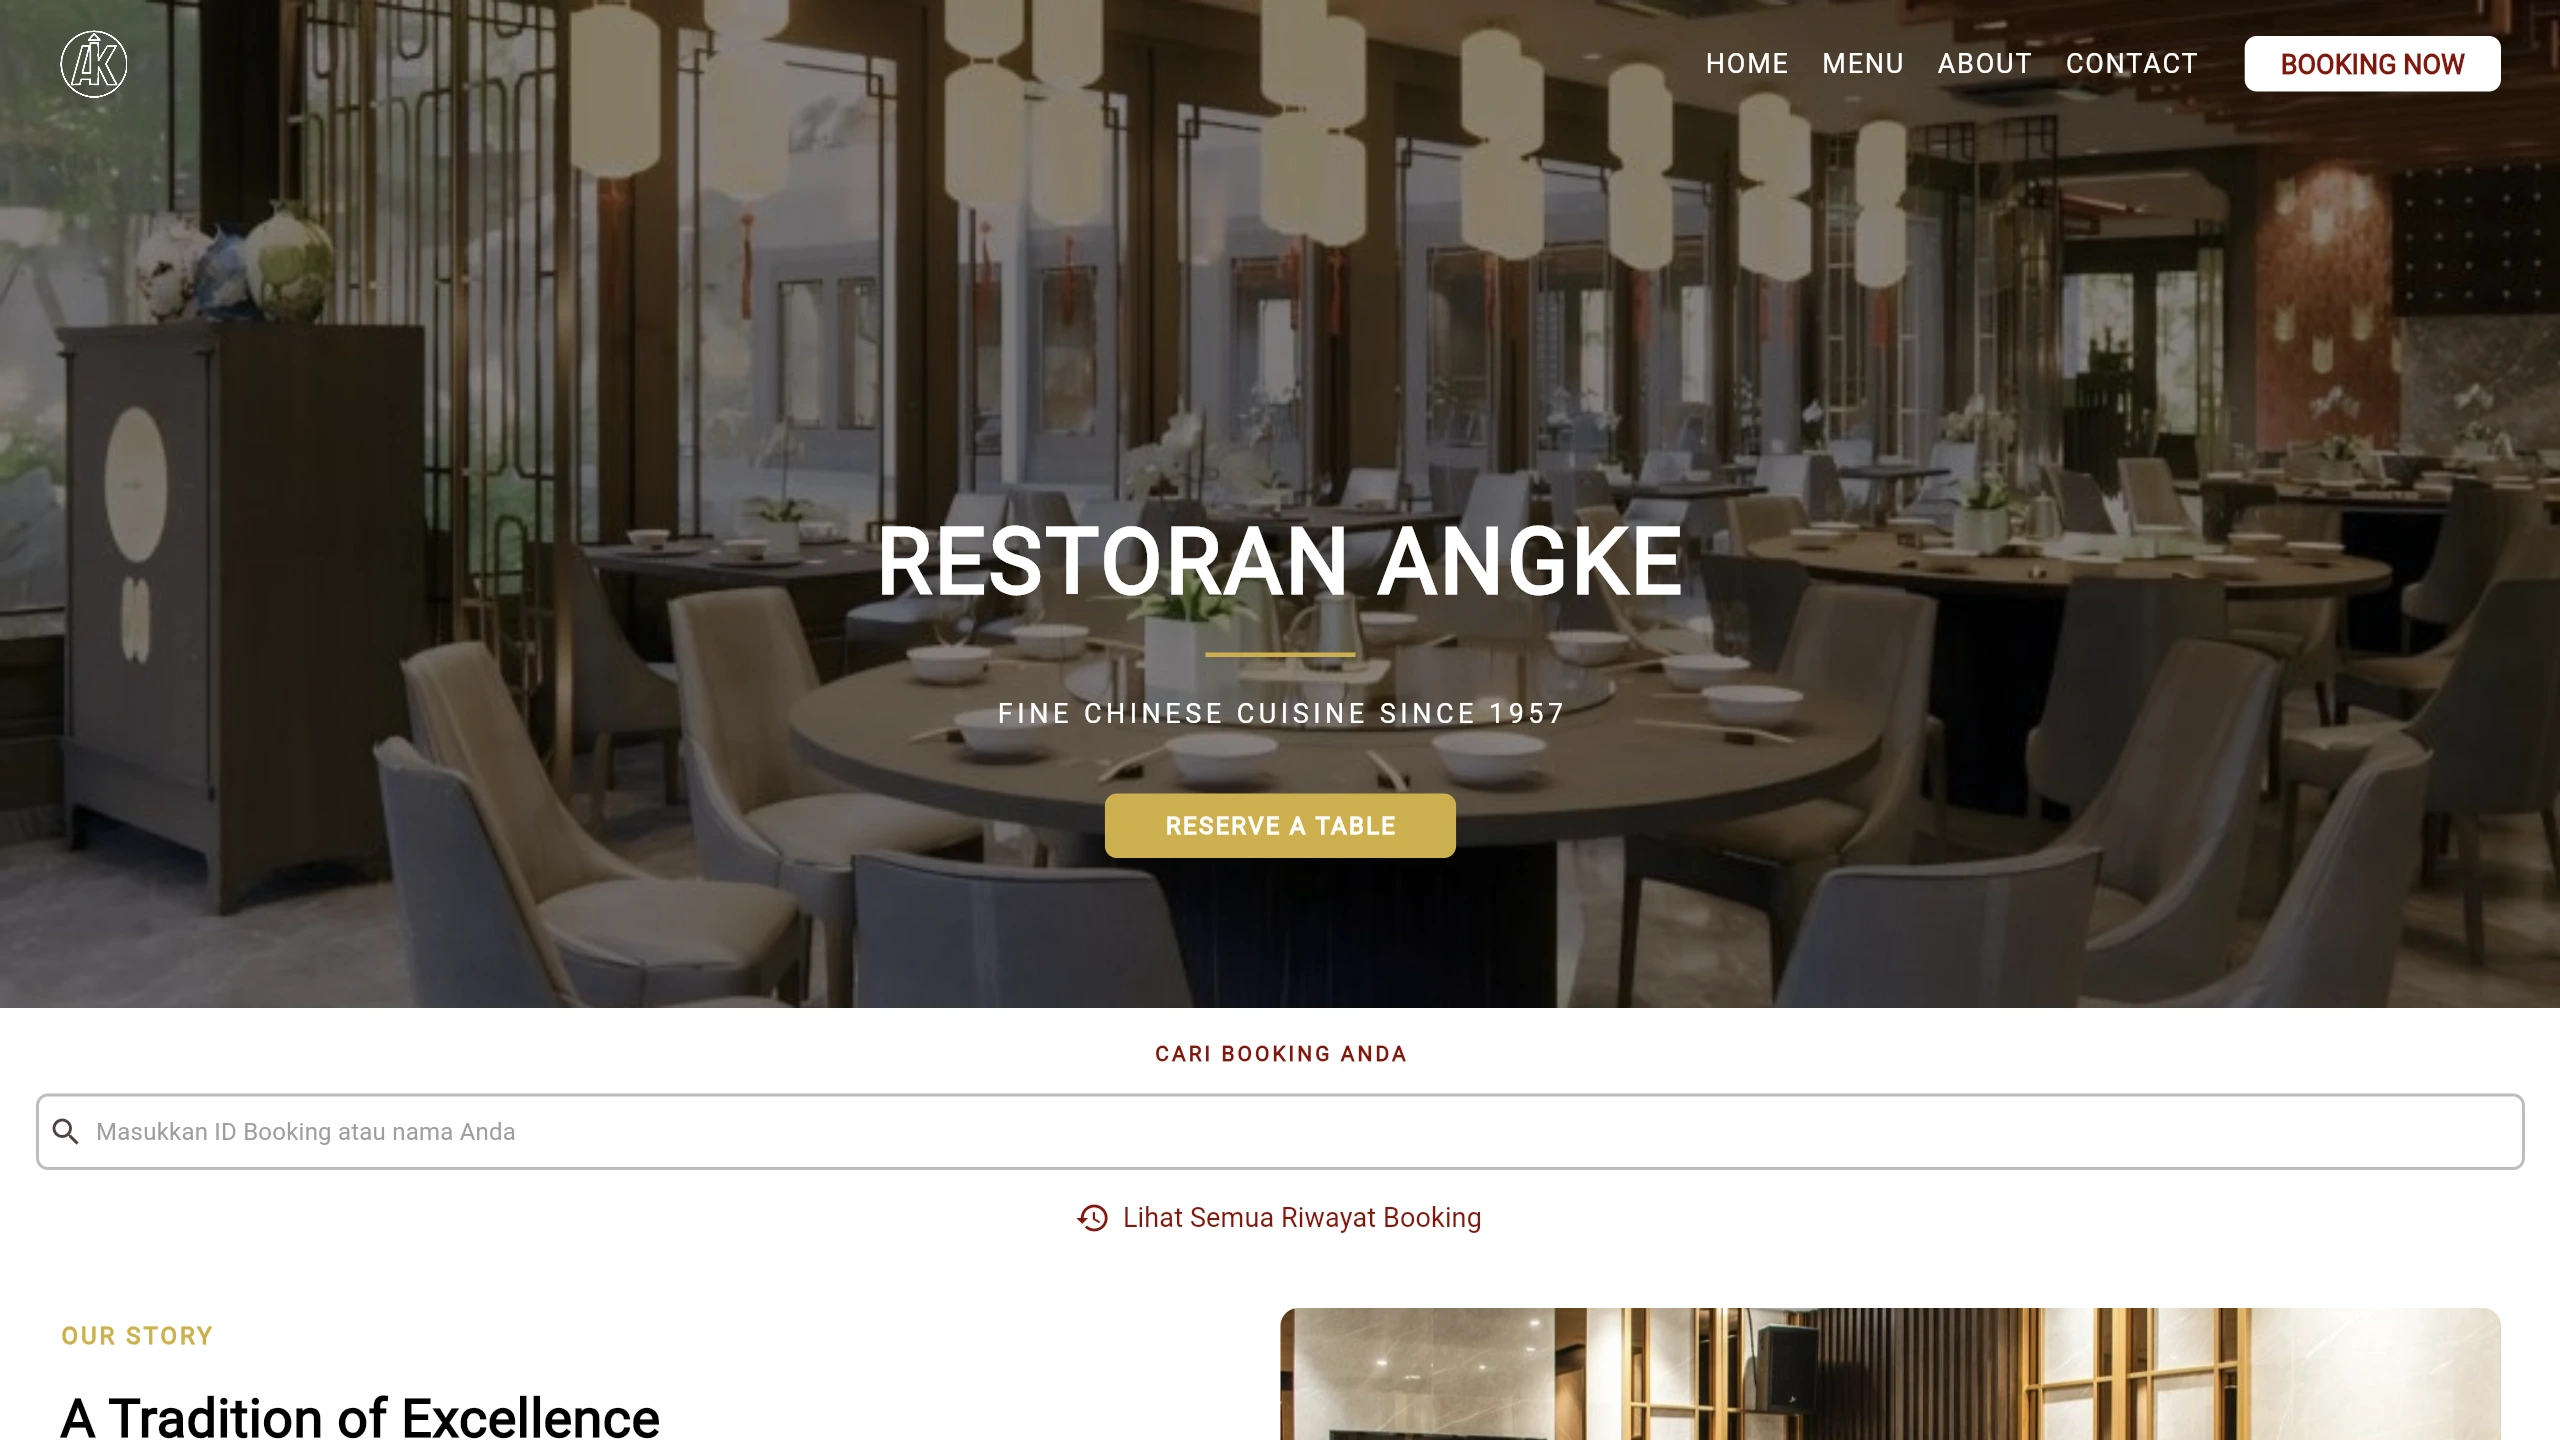 AK
HOME MENU ABOUT CONTACT BOOKING NOW
RESTORAN ANGKE
FINE CHINESE CUISINE SINCE 1957
RESERVE A TABLE
CARI BOOKING ANDA
Masukkan ID Booking atau nama Anda
Lihat Semua Riwayat Booking
OUR STORY
A Tradition of Excellence